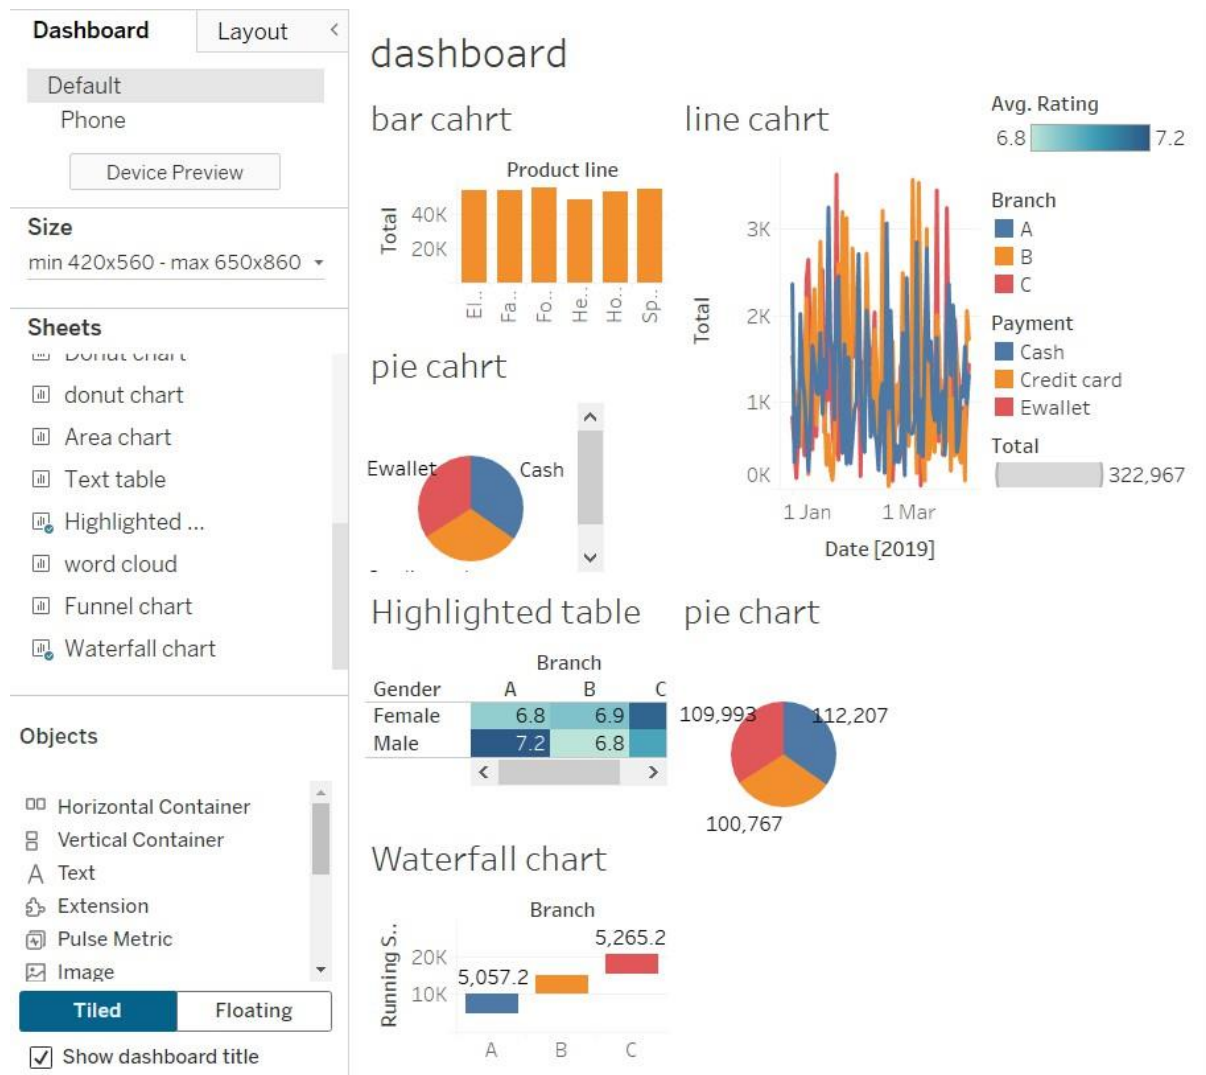 Dashboard
Layout
Default
Phone
Device Preview
Size
min 420x560 - max 650x860
Sheets
Donut chart
donut chart
Area chart
Text table
Highlighted ...
word cloud
Funnel chart
Waterfall chart
Objects
Horizontal Container
Vertical Container
Text
Extension
Pulse Metric
Image
Tiled
Floating
Show dashboard title
dashboard
bar cahrt
Product line
Total
40K
20K
El..
Fa..
Fo..
He..
Ho..
Sp..
line cahrt
Total
3K
2K
1K
0K
1 Jan
1 Mar
Date [2019]
Avg. Rating
6.8
7.2
Branch
A
B
C
Payment
Cash
Credit card
Ewallet
Total
322,967
pie cahrt
Ewallet
Cash
Highlighted table
Branch
Gender A B C
Female 6.8 6.9
Male 7.2 6.8
pie chart
109,993
112,207
100,767
Waterfall chart
Branch
Running S..
20K
10K
5,057.2
5,265.2
A
B
C